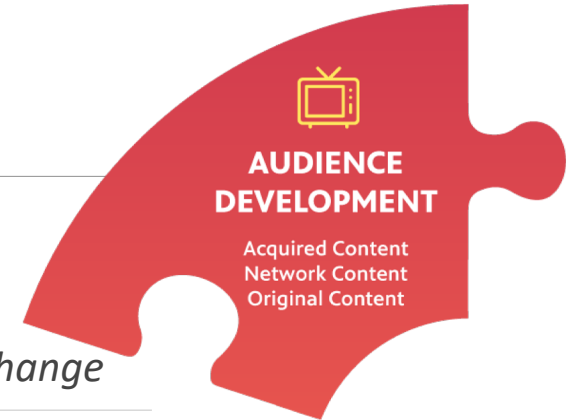 AUDIENCE
DEVELOPMENT
Acquired Content
Network Content
Original Content
hange